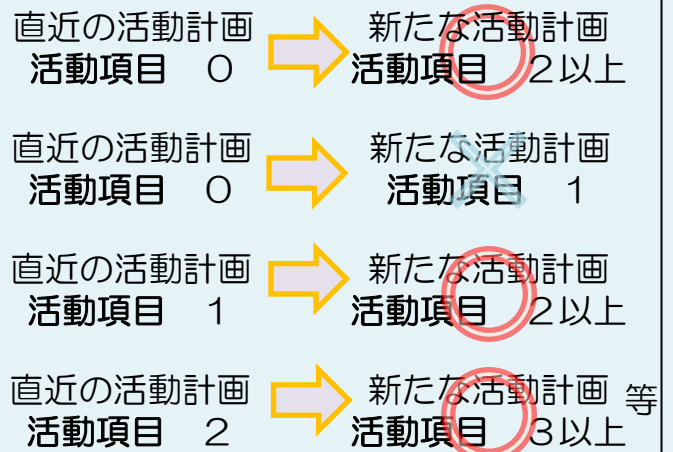 直近の活動計画 新たな活動計画
活動項目 0 活動項目 2以上
直近の活動計画 新たな活動計画
活動項目 0 活動項目 1
直近の活動計画 新たな活動計画
活動項目 1 活動項目 2以上
直近の活動計画 新たな活動計画 等
活動項目 2 活動項目 3以上